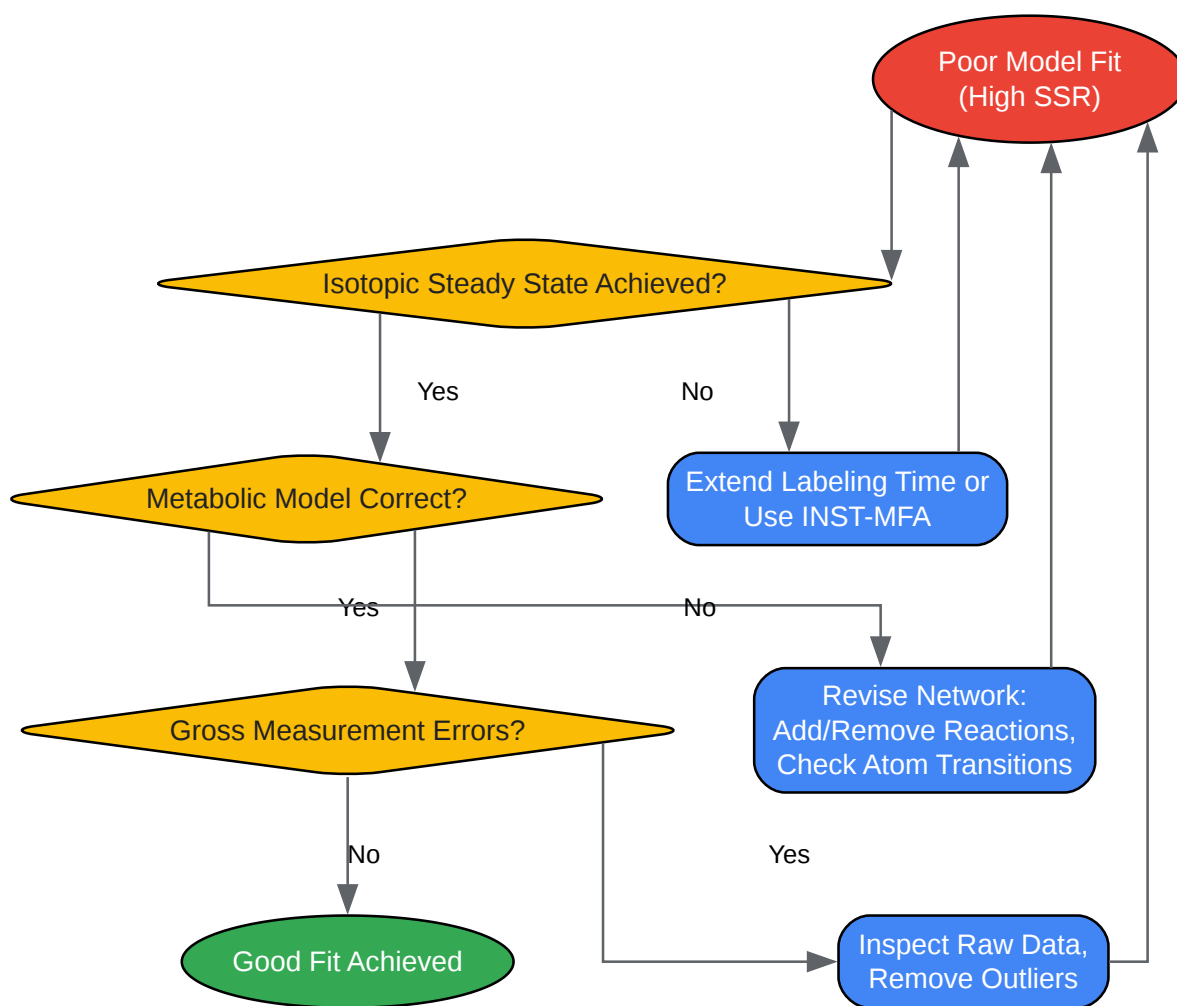 Poor Model Fit
(High SSR)
Isotopic Steady State Achieved?
Yes
No
Metabolic Model Correct?
Extend Labeling Time or
Use INST-MFA
Yes
No
Gross Measurement Errors?
Revise Network:
Add/Remove Reactions,
Check Atom Transitions
No
Yes
Good Fit Achieved
Inspect Raw Data,
Remove Outliers